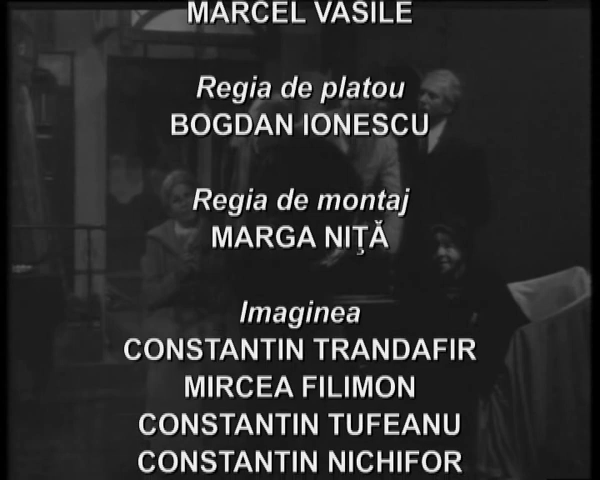 MARCEL VASILE
Regia de platou
BOGDAN IONESCU
Regia de montaj
MARGA NIŢĂ
Imaginea
CONSTANTIN TRANDAFIR
MIRCEA FILIMON
CONSTANTIN TUFEANU
CONSTANTIN NICHIFOR